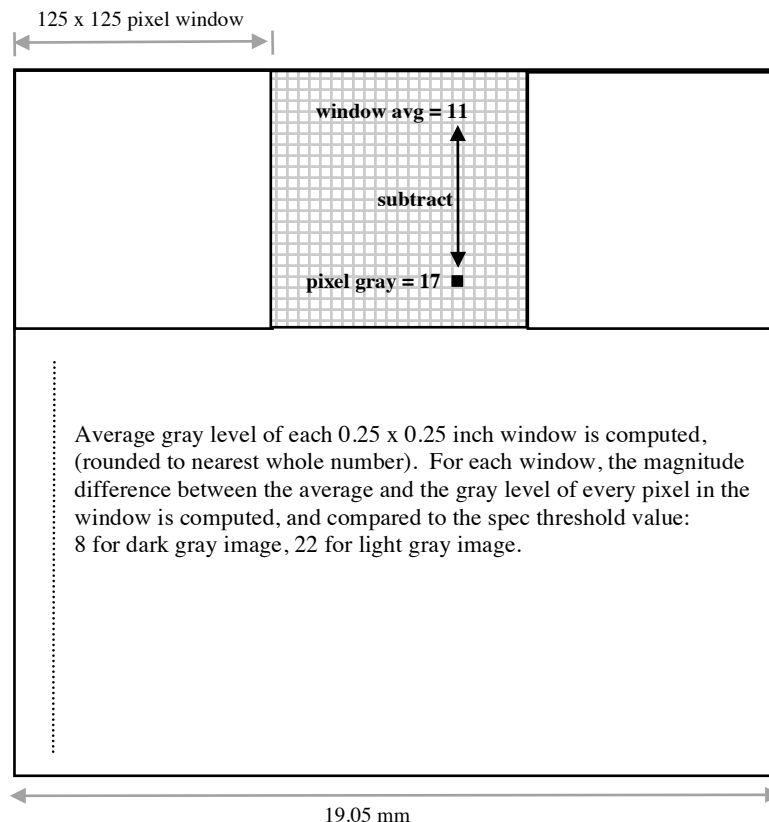 125 x 125 pixel window
window avg = 11
subtract
pixel gray = 17
Average gray level of each 0.25 x 0.25 inch window is computed,
(rounded to nearest whole number).  For each window, the magnitude
difference between the average and the gray level of every pixel in the
window is computed, and compared to the spec threshold value:
8 for dark gray image, 22 for light gray image.
19.05 mm